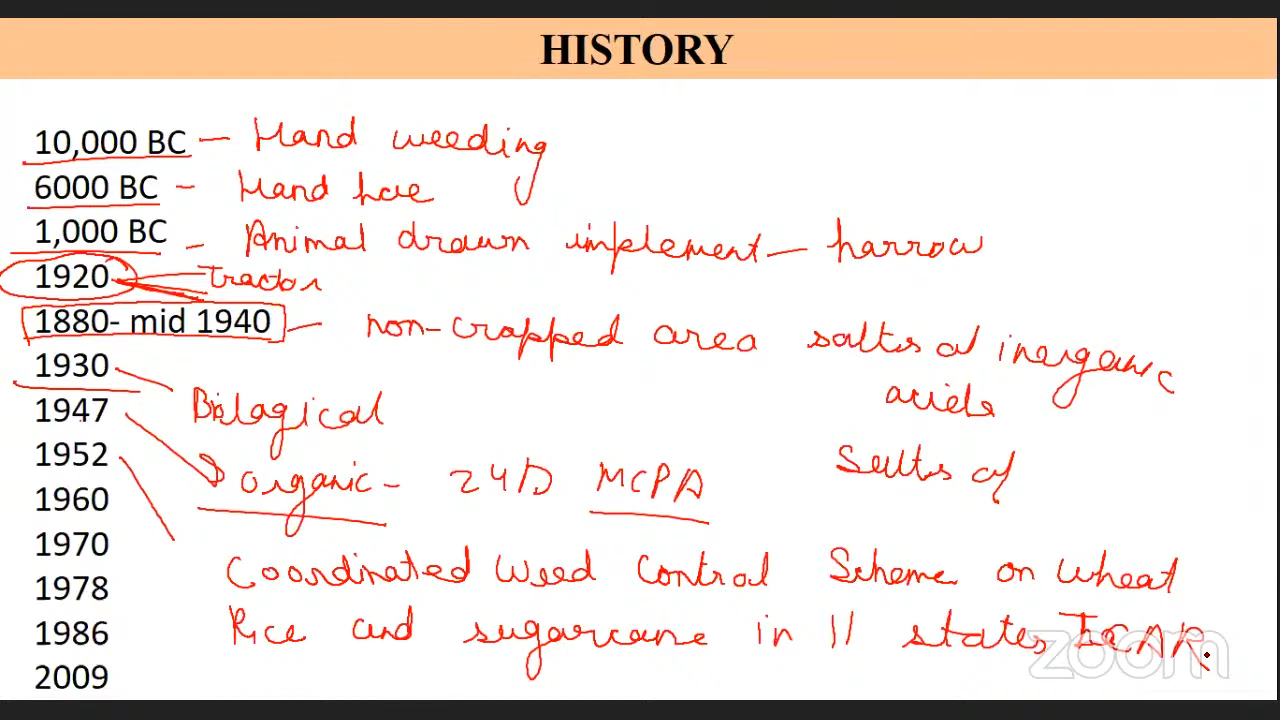 HISTORY
10,000 BC - Hand weeding
6000 BC - Hand hoe
1,000 BC - Animal drawn implement - harrow
1920 Tractor
1880- mid 1940 - non-cropped area salts of inorganic
acids
1930
Biological
1947
organic - 24D MCPA
Salts of
1952
1960
1970
Coordinated Weed Control Scheme on wheat
1978
1986
Rice and sugarcane in 11 states ICAR
2009
zoom